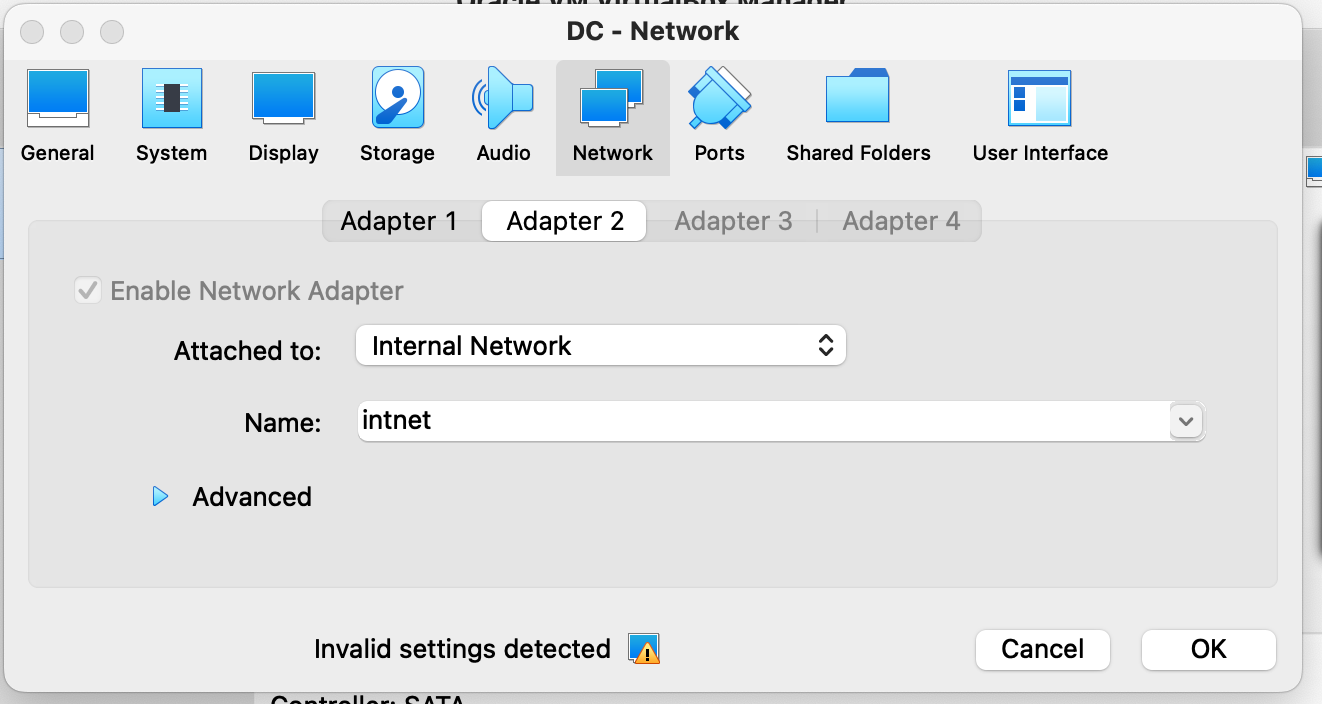 Oracle VM VirtualBox Manager
DC - Network
General System Display Storage Audio Network Ports Shared Folders User Interface
Adapter 1 Adapter 2 Adapter 3 Adapter 4
Enable Network Adapter
Attached to: Internal Network
Name: intnet
Advanced
Invalid settings detected Cancel OK
Controller: SATA